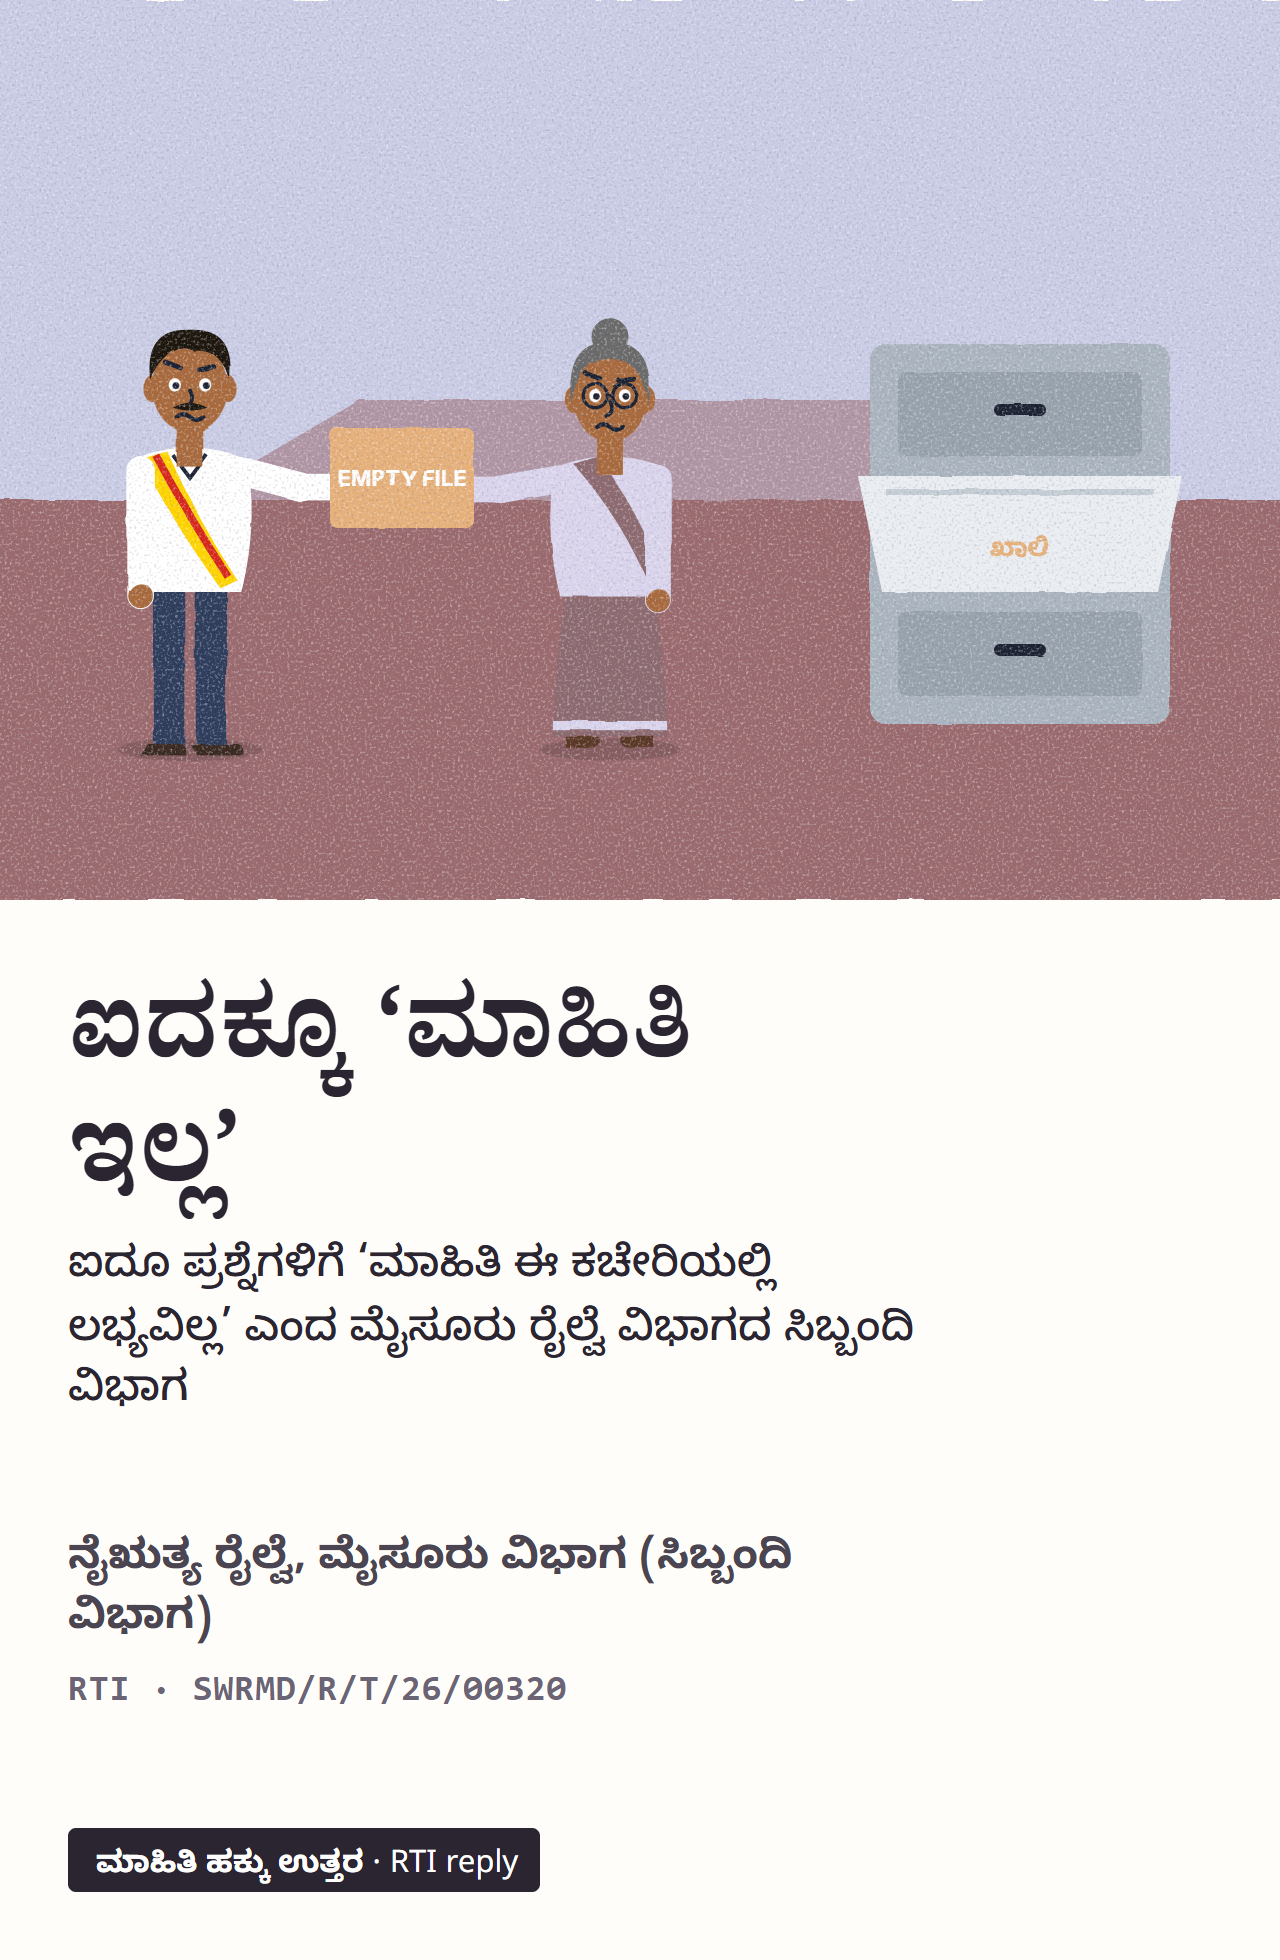 EMPTY FILE
ಖಾಲಿ
ಐದಕ್ಕೂ ‘ಮಾಹಿತಿ
ಇಲ್ಲ’
ಐದೂ ಪ್ರಶ್ನೆಗಳಿಗೆ ‘ಮಾಹಿತಿ ಈ ಕಚೇರಿಯಲ್ಲಿ
ಲಭ್ಯವಿಲ್ಲ’ ಎಂದ ಮೈಸೂರು ರೈಲ್ವೆ ವಿಭಾಗದ ಸಿಬ್ಬಂದಿ
ವಿಭಾಗ
ನೈಋತ್ಯ ರೈಲ್ವೆ, ಮೈಸೂರು ವಿಭಾಗ (ಸಿಬ್ಬಂದಿ
ವಿಭಾಗ)
RTI · SWRMD/R/T/26/00320
ಮಾಹಿತಿ ಹಕ್ಕು ಉತ್ತರ · RTI reply